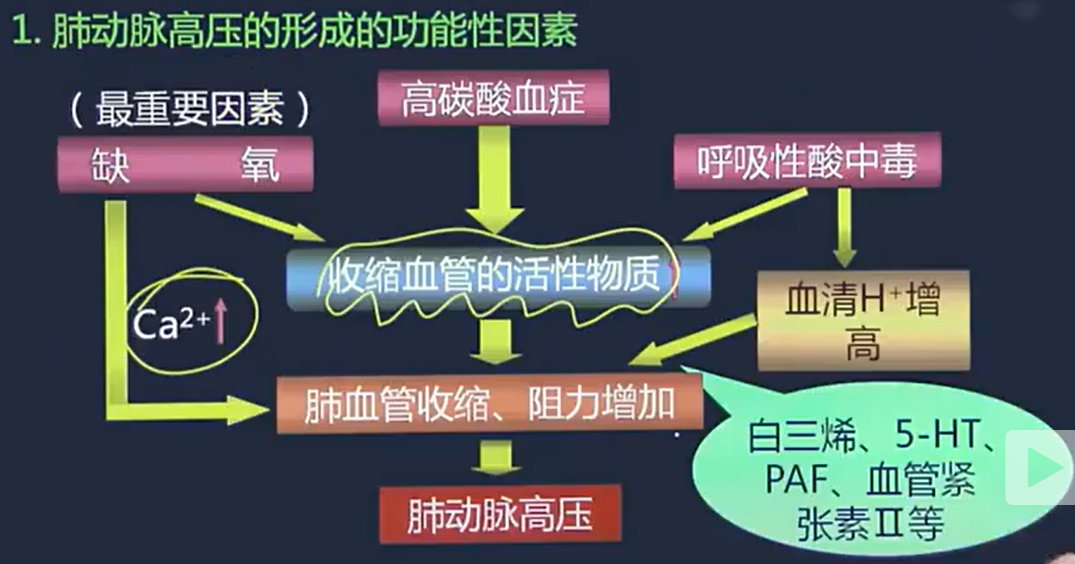 1. 肺动脉高压的形成的功能性因素
（最重要因素）
高碳酸血症
缺 氧
呼吸性酸中毒
收缩血管的活性物质↑
血清H⁺增
高
Ca²⁺↑
肺血管收缩、阻力增加
白三烯、5-HT、
PAF、血管紧
张素Ⅱ等
肺动脉高压